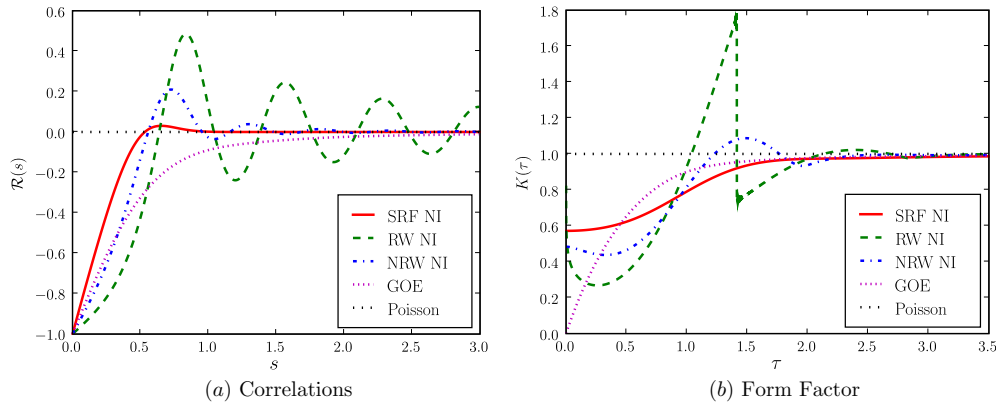 0.6
0.4
0.2
0.0
−0.2
−0.4
−0.6
−0.8
−1.0
R(s)
0.0
0.5
1.0
1.5
2.0
2.5
3.0
s
SRF NI
RW NI
NRW NI
GOE
Poisson
(a) Correlations
1.8
1.6
1.4
1.2
1.0
0.8
0.6
0.4
0.2
0.0
K(τ)
0.0
0.5
1.0
1.5
2.0
2.5
3.0
3.5
τ
SRF NI
RW NI
NRW NI
GOE
Poisson
(b) Form Factor